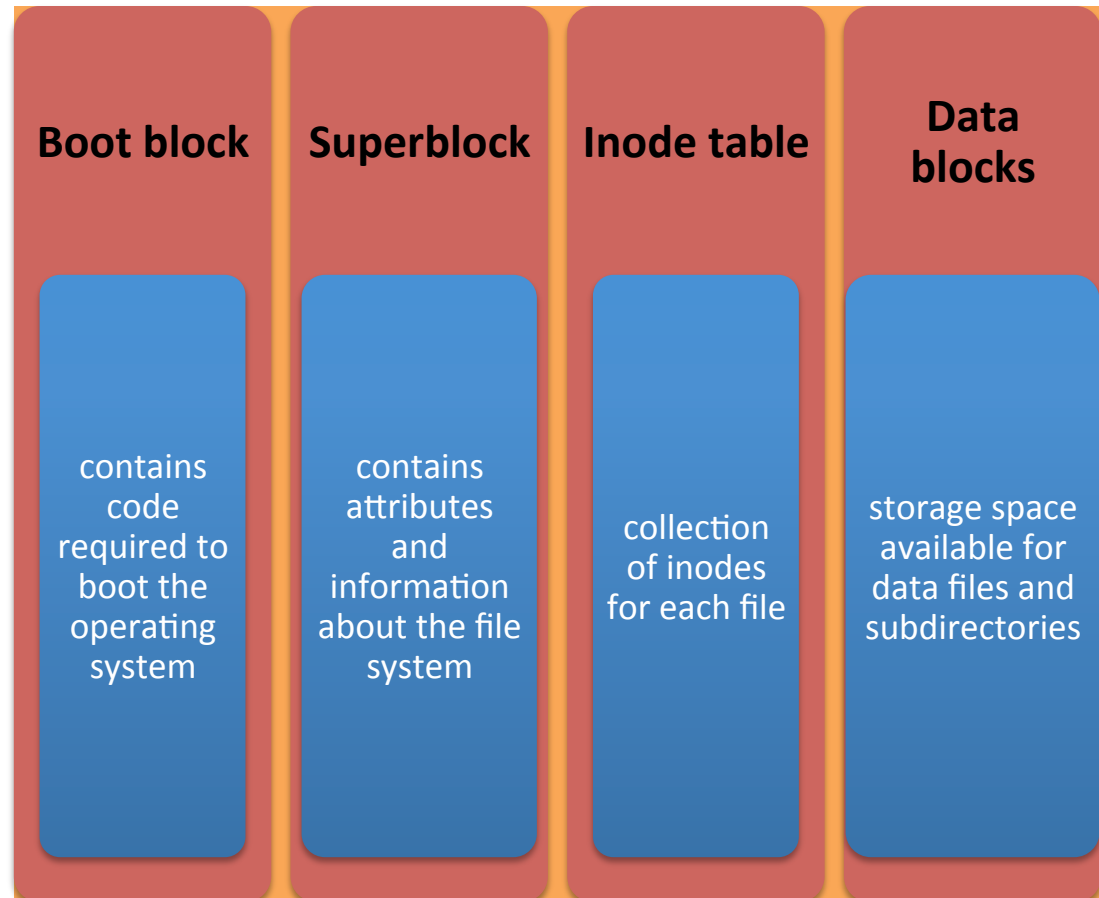 Boot block
contains
code
required to
boot the
operating
system
Superblock
contains
attributes
and
information
about the file
system
Inode table
collection
of inodes
for each file
Data
blocks
storage space
available for
data files and
subdirectories